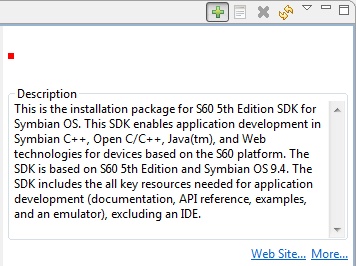 Description
This is the installation package for S60 5th Edition SDK for
Symbian OS. This SDK enables application development in
Symbian C++, Open C/C++, Java(tm), and Web
technologies for devices based on the S60 platform. The
SDK is based on S60 5th Edition and Symbian OS 9.4. The
SDK includes the all key resources needed for application
development (documentation, API reference, examples,
and an emulator), excluding an IDE.
Web Site... More...